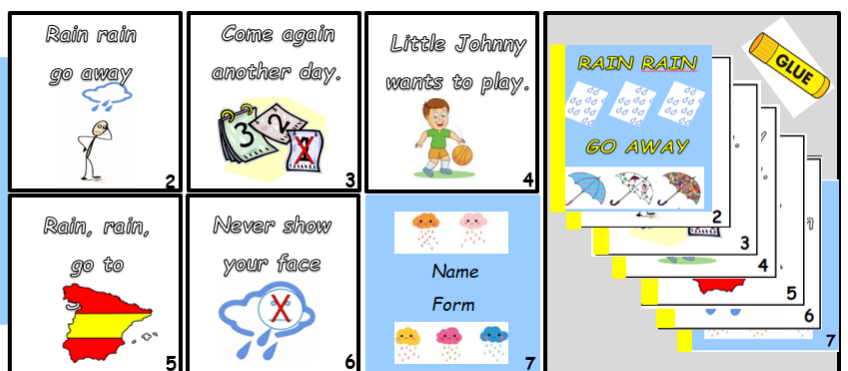 Rain rain
go away
2
Come again
another day.
3 2
3
Little Johnny
wants to play.
4
Rain, rain,
go to
5
Never show
your face
X
6
Name
Form
7
GLUE
RAIN RAIN
GO AWAY
2
3
4
5
6
7